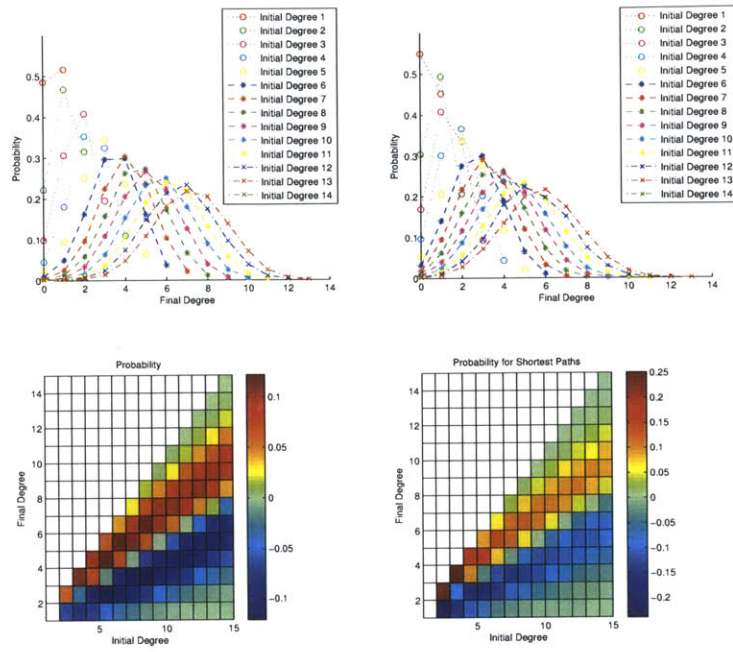 Initial Degree 1
Initial Degree 2
Initial Degree 3
Initial Degree 4
Initial Degree 5
Initial Degree 6
Initial Degree 7
Initial Degree 8
Initial Degree 9
Initial Degree 10
Initial Degree 11
Initial Degree 12
Initial Degree 13
Initial Degree 14
0.5
0.4
0.3
0.2
0.1
0
Probability
0 2 4 6 8 10 12 14
Final Degree
Initial Degree 1
Initial Degree 2
Initial Degree 3
Initial Degree 4
Initial Degree 5
Initial Degree 6
Initial Degree 7
Initial Degree 8
Initial Degree 9
Initial Degree 10
Initial Degree 11
Initial Degree 12
Initial Degree 13
Initial Degree 14
0.5
0.4
0.3
0.2
0.1
0
Probability
0 2 4 6 8 10 12 14
Final Degree
Probability
14
12
10
8
6
4
2
Final Degree
5 10 15
Initial Degree
0.1
0.05
0
−0.05
−0.1
Probability for Shortest Paths
14
12
10
8
6
4
2
Final Degree
5 10 15
Initial Degree
0.25
0.2
0.15
0.1
0.05
0
−0.05
−0.1
−0.15
−0.2